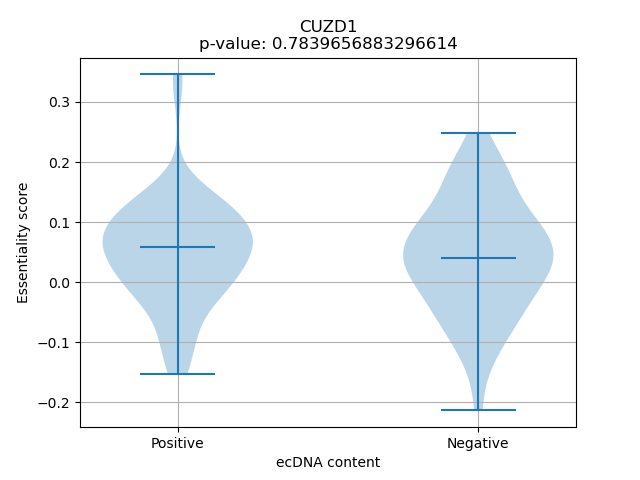 CUZD1
p-value: 0.7839656883296614
Essentiality score
0.3
0.2
0.1
0.0
−0.1
−0.2
Positive
Negative
ecDNA content